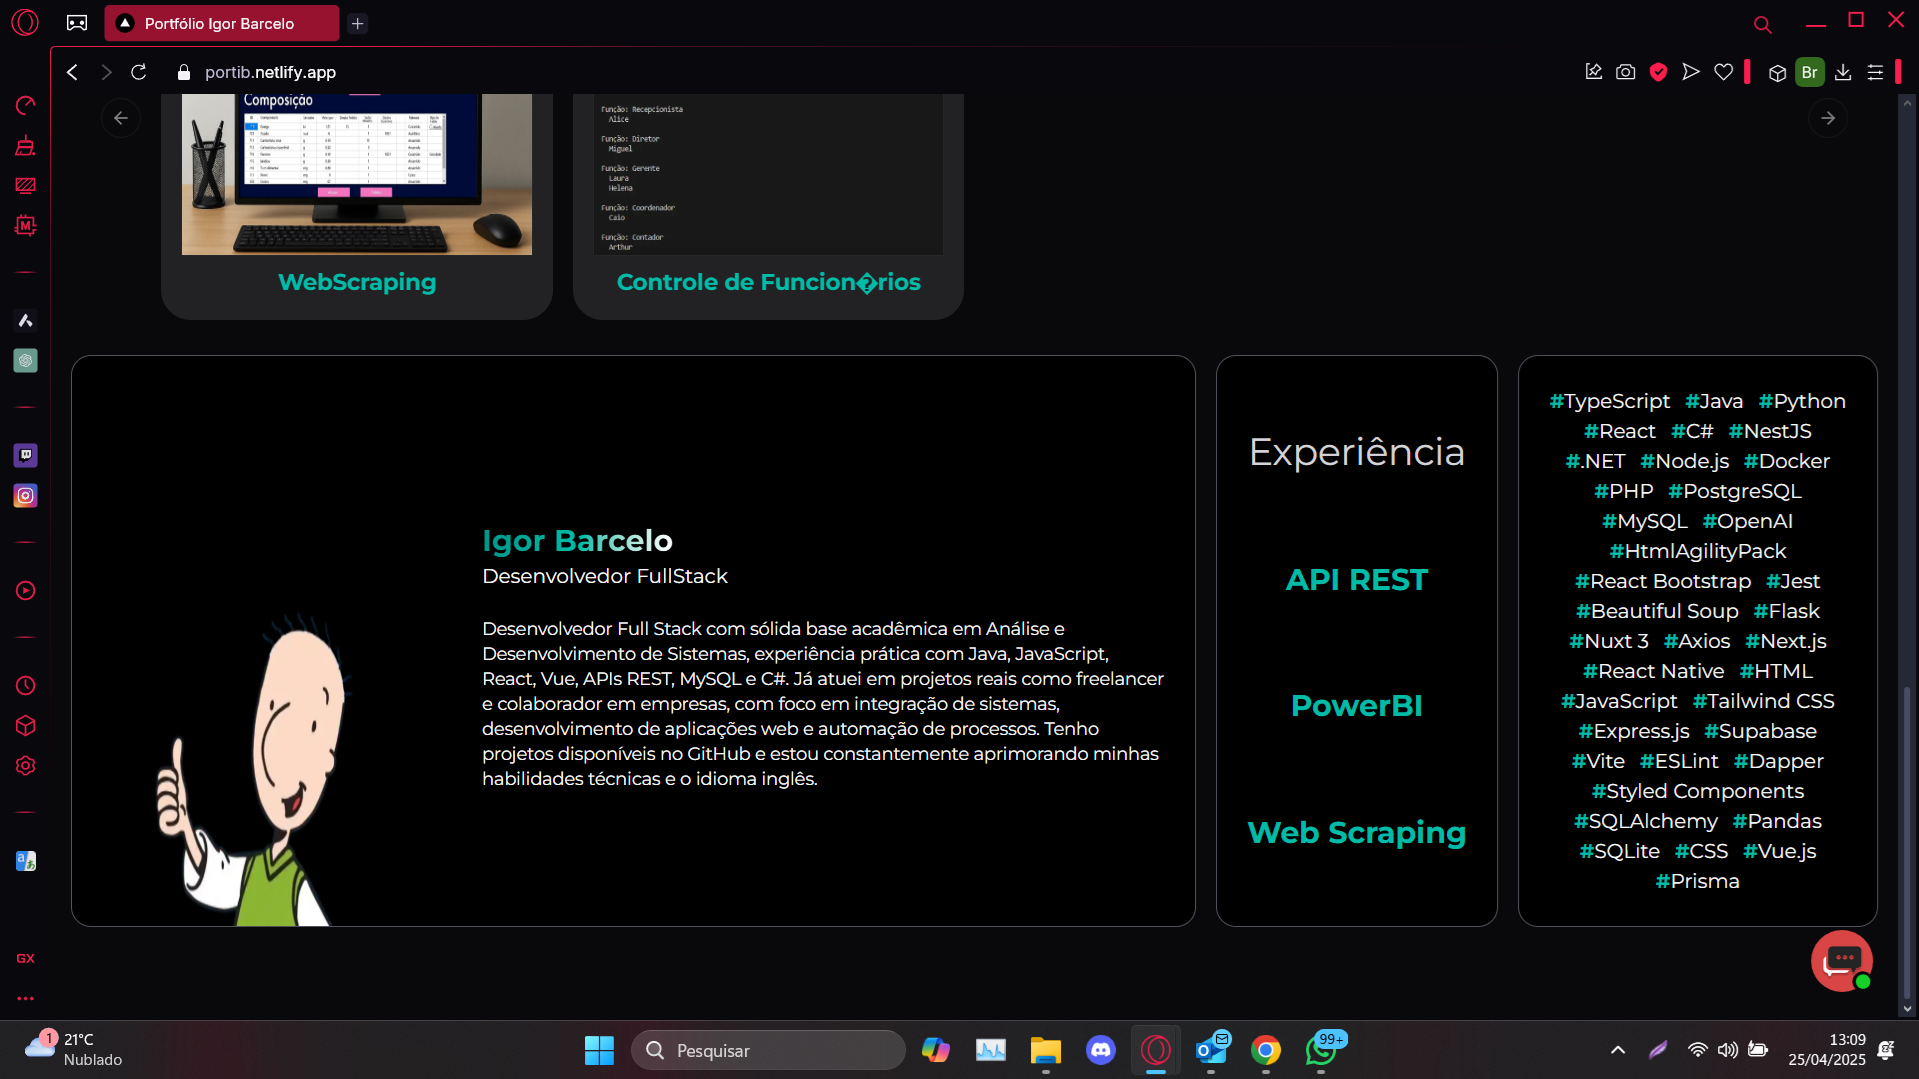 Portfólio Igor Barcelo
portib.netlify.app
Br
Composição
Função: Recepcionista
Alice
Função: Diretor
Miguel
Função: Gerente
Laura
Helena
Função: Coordenador
Caio
Função: Contador
Arthur
WebScraping
Controle de Funcion�rios
Igor Barcelo
Desenvolvedor FullStack
Desenvolvedor Full Stack com sólida base acadêmica em Análise e
Desenvolvimento de Sistemas, experiência prática com Java, JavaScript,
React, Vue, APIs REST, MySQL e C#. Já atuei em projetos reais como freelancer
e colaborador em empresas, com foco em integração de sistemas,
desenvolvimento de aplicações web e automação de processos. Tenho
projetos disponíveis no GitHub e estou constantemente aprimorando minhas
habilidades técnicas e o idioma inglês.
Experiência
API REST
PowerBI
Web Scraping
#TypeScript #Java #Python
#React #C# #NestJS
#.NET #Node.js #Docker
#PHP #PostgreSQL
#MySQL #OpenAI
#HtmlAgilityPack
#React Bootstrap #Jest
#Beautiful Soup #Flask
#Nuxt 3 #Axios #Next.js
#React Native #HTML
#JavaScript #Tailwind CSS
#Express.js #Supabase
#Vite #ESLint #Dapper
#Styled Components
#SQLAlchemy #Pandas
#SQLite #CSS #Vue.js
#Prisma
GX
1
21°C
Nublado
Pesquisar
99+
13:09
25/04/2025